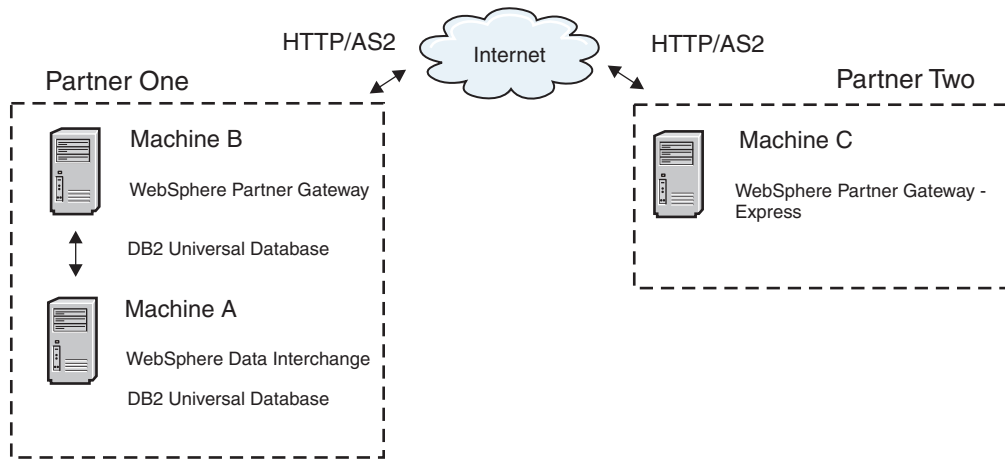 HTTP/AS2
Internet
HTTP/AS2
Partner One
Partner Two
Machine B
WebSphere Partner Gateway
DB2 Universal Database
Machine A
WebSphere Data Interchange
DB2 Universal Database
Machine C
WebSphere Partner Gateway -
Express